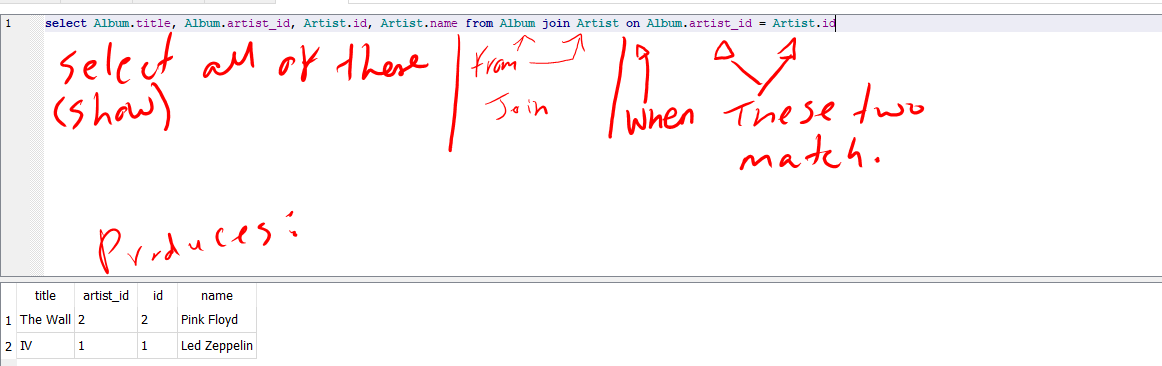 1 select Album.title, Album.artist_id, Artist.id, Artist.name from Album join Artist on Album.artist_id = Artist.id
select all of these | from | when these two
(show) Join match.
Produces:
title artist_id id name
1 The Wall 2 2 Pink Floyd
2 IV 1 1 Led Zeppelin